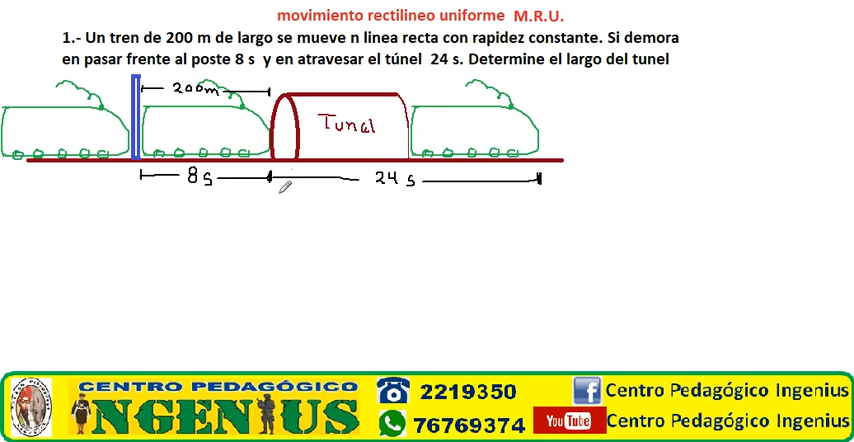 movimiento rectilineo uniforme M.R.U.
1.- Un tren de 200 m de largo se mueve n linea recta con rapidez constante. Si demora
en pasar frente al poste 8 s y en atravesar el túnel 24 s. Determine el largo del tunel
200m
Tunel
8 s
24 s
CENTRO PEDAGÓGICO
INGENIUS
2219350
76769374
Centro Pedagógico Ingenius
You Tube Centro Pedagógico Ingenius